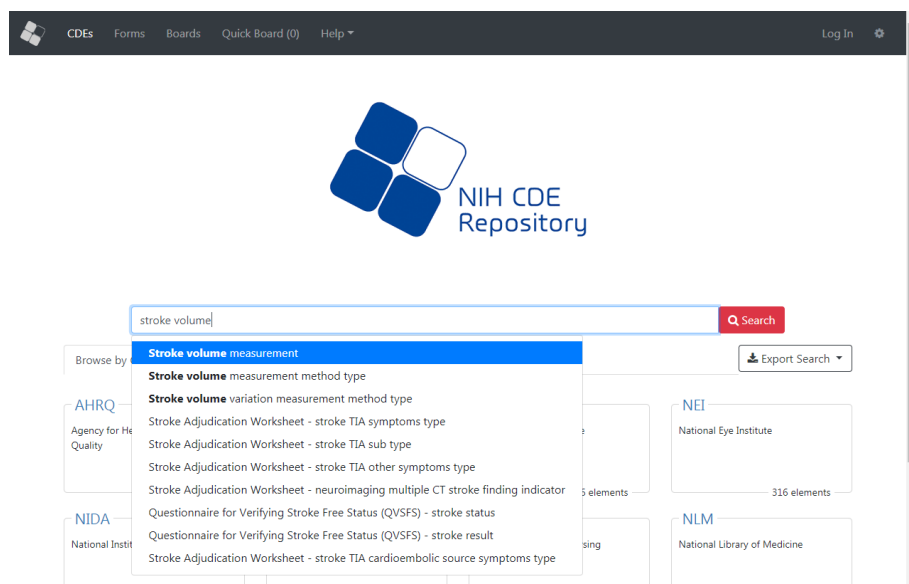 CDEs Forms Boards Quick Board (0) Help Log In
NIH CDE
Repository
stroke volume
Search
Browse by
Export Search
Stroke volume measurement
Stroke volume measurement method type
Stroke volume variation measurement method type
Stroke Adjudication Worksheet - stroke TIA symptoms type
Stroke Adjudication Worksheet - stroke TIA sub type
Stroke Adjudication Worksheet - stroke TIA other symptoms type
Stroke Adjudication Worksheet - neuroimaging multiple CT stroke finding indicator
Questionnaire for Verifying Stroke Free Status (QVSFS) - stroke status
Questionnaire for Verifying Stroke Free Status (QVSFS) - stroke result
Stroke Adjudication Worksheet - stroke TIA cardioembolic source symptoms type
AHRQ
Agency for He
Quality
NEI
National Eye Institute
elements
316 elements
NIDA
National Instit
sing
NLM
National Library of Medicine